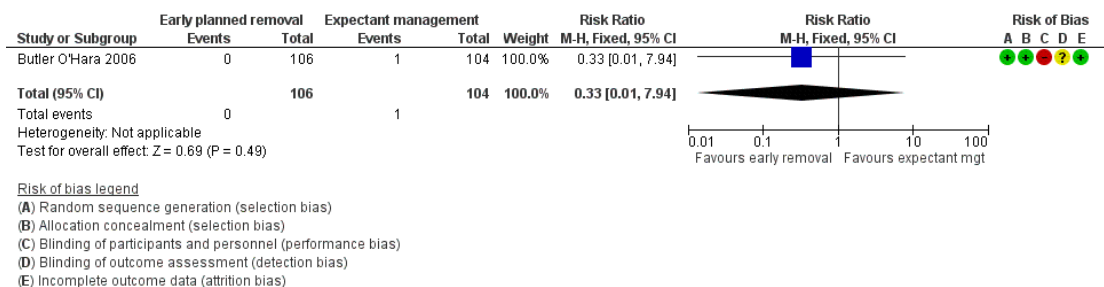 Early planned removal Expectant management Risk Ratio Risk Ratio Risk of Bias
Study or Subgroup Events Total Events Total Weight M-H, Fixed, 95% CI M-H, Fixed, 95% CI A B C D E
Butler O'Hara 2006 0 106 1 104 100.0% 0.33 [0.01, 7.94] + + - ? +
Total (95% CI) 106 104 100.0% 0.33 [0.01, 7.94]
Total events 0 1
Heterogeneity: Not applicable
Test for overall effect: Z = 0.69 (P = 0.49)
0.01 0.1 1 10 100
Favours early removal Favours expectant mgt
Risk of bias legend
(A) Random sequence generation (selection bias)
(B) Allocation concealment (selection bias)
(C) Blinding of participants and personnel (performance bias)
(D) Blinding of outcome assessment (detection bias)
(E) Incomplete outcome data (attrition bias)